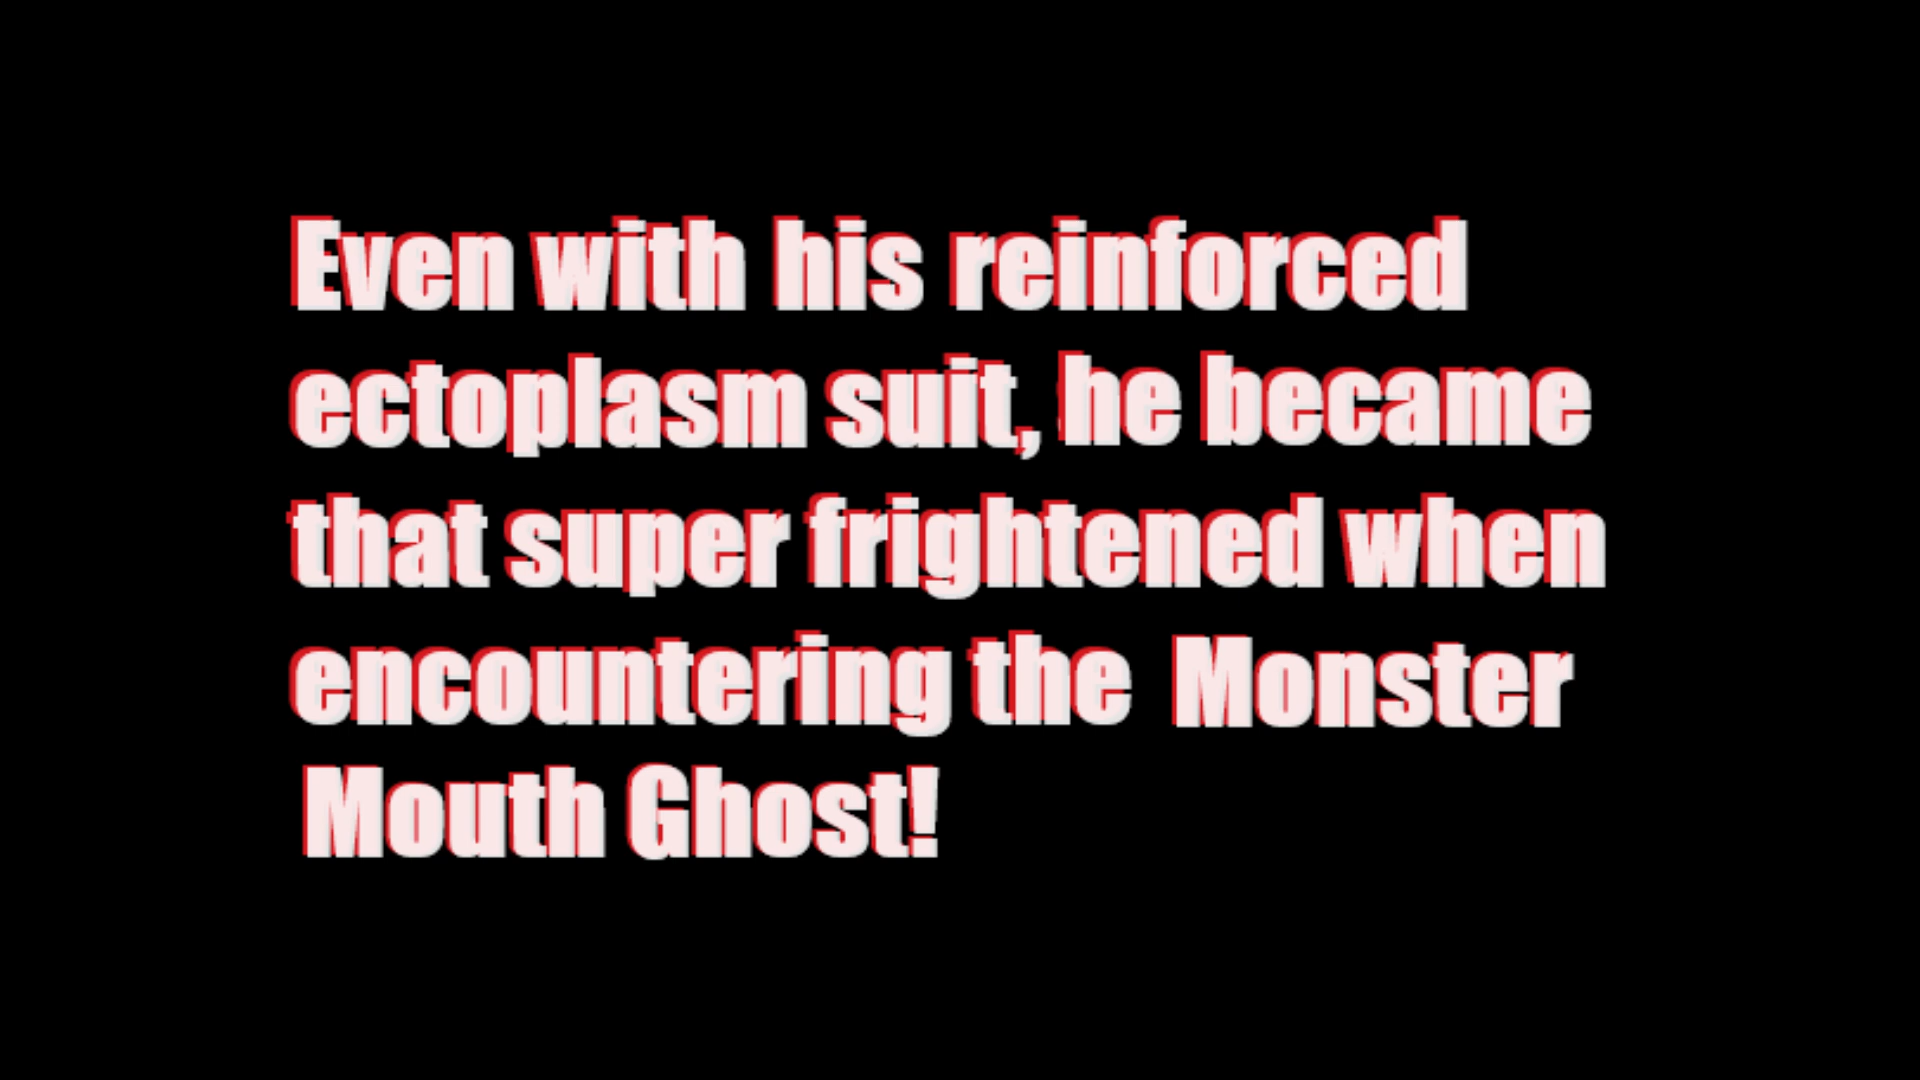 Even with his reinforced
ectoplasm suit, he became
that super frightened when
encountering the Monster
Mouth Ghost!